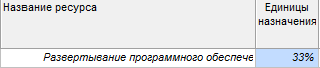 Название ресурса
Единицы
назначения
Развертывание программного обеспече
33%